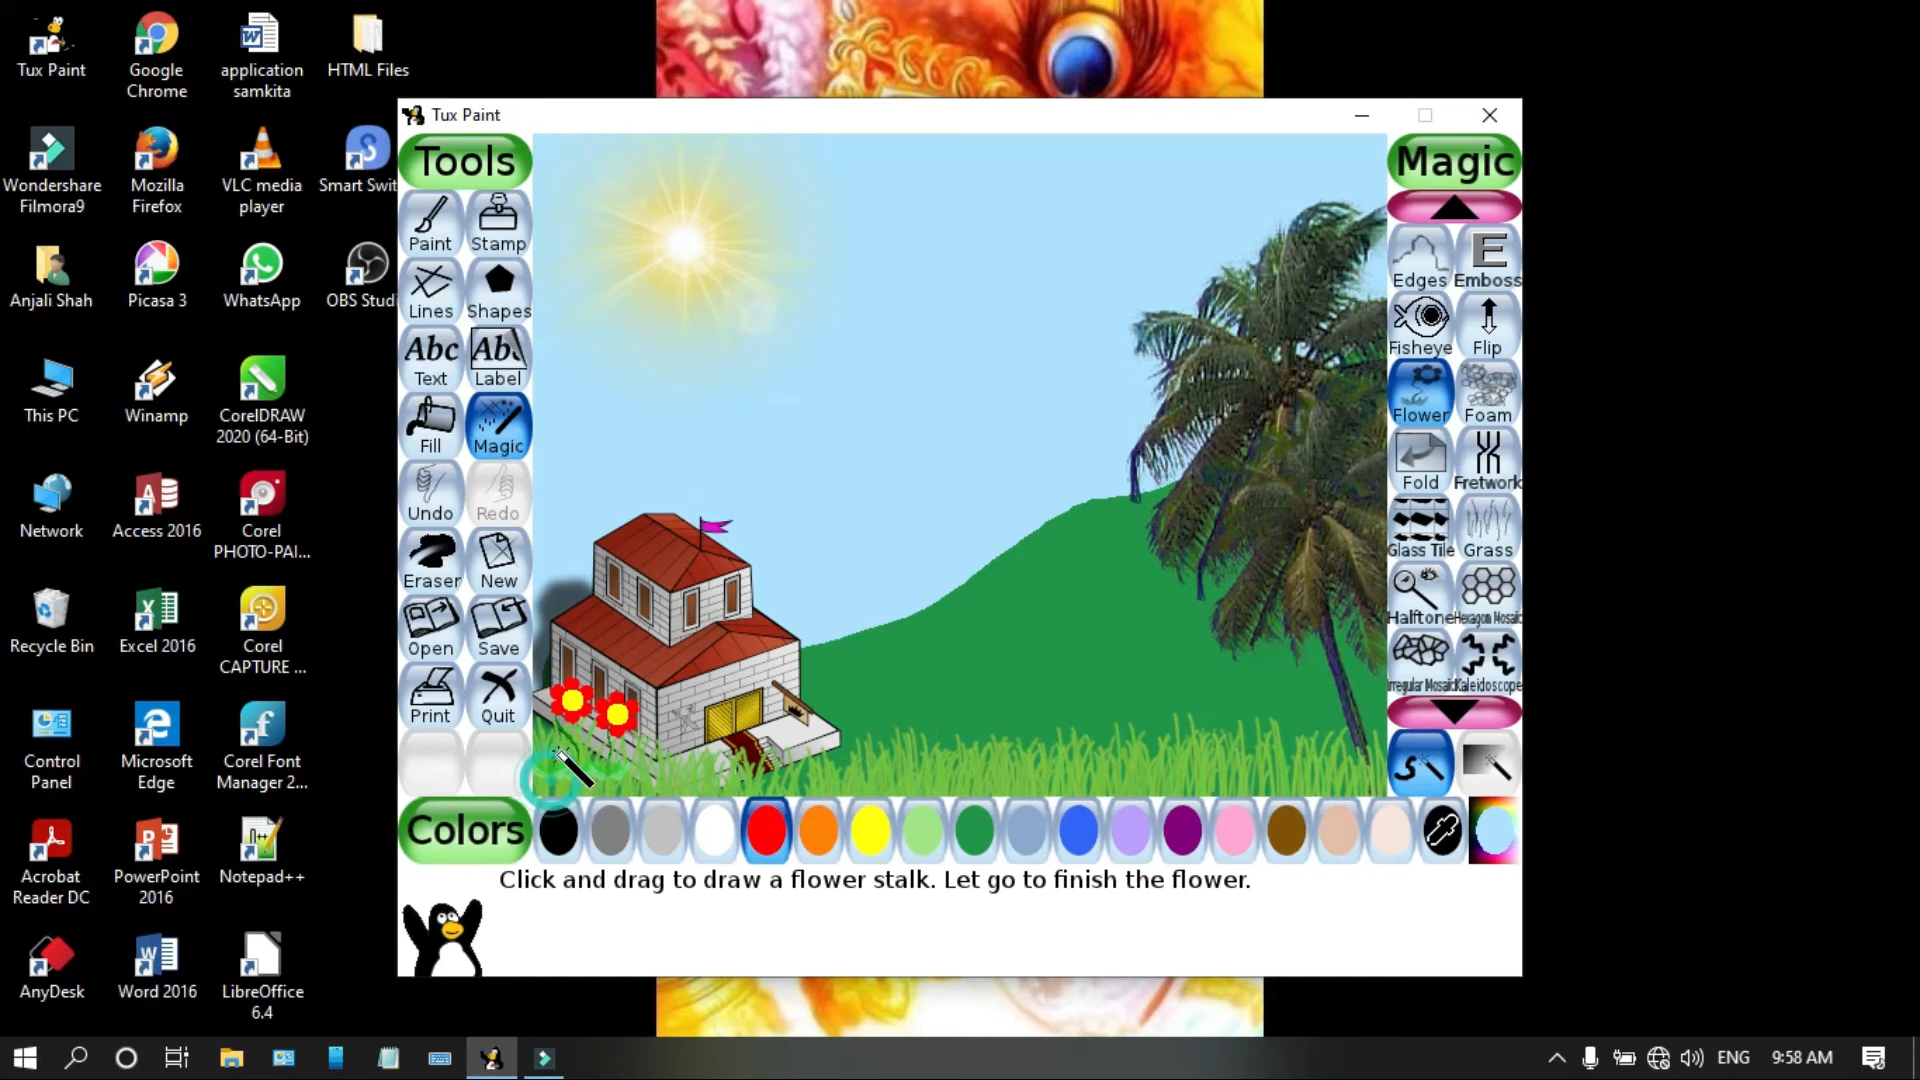 Tux Paint
Google
Chrome
application
samkita
HTML Files
Wondershare
Filmora9
Mozilla
Firefox
VLC media
player
Smart Swit
Anjali Shah
Picasa 3
WhatsApp
OBS Studi
This PC
Winamp
CorelDRAW
2020 (64-Bit)
Network
Access 2016
Corel
PHOTO-PAI...
Recycle Bin
Excel 2016
Corel
CAPTURE ...
Control
Panel
Microsoft
Edge
Corel Font
Manager 2...
Acrobat
Reader DC
PowerPoint
2016
Notepad++
AnyDesk
Word 2016
LibreOffice
6.4
Tux Paint
Tools
Paint
Stamp
Lines
Shapes
Abc
Text
Abc
Label
Fill
Magic
Undo
Redo
Eraser
New
Open
Save
Print
Quit
Magic
Edges
E
Emboss
Fisheye
Flip
Flower
Foam
Fold
Fretwork
Glass Tile
Grass
Halftone
Hexagon Mosaic
Irregular Mosaic
Kaleidoscope
Colors
Click and drag to draw a flower stalk. Let go to finish the flower.
ENG
9:58 AM